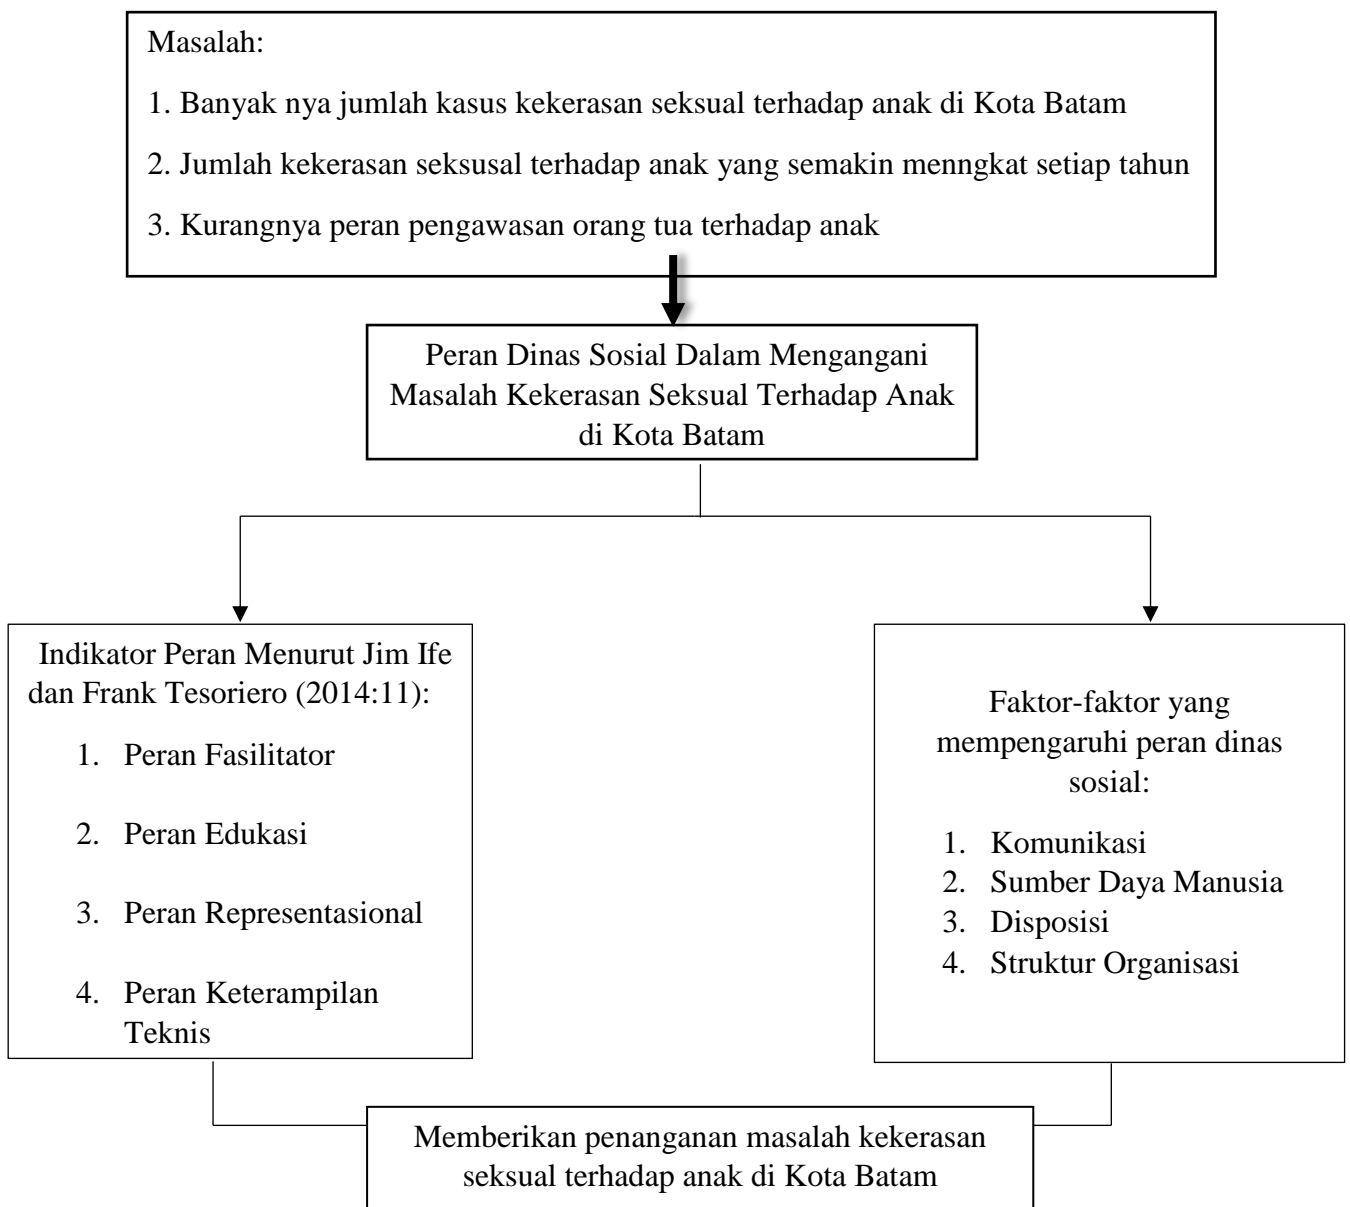 Masalah:
1. Banyak nya jumlah kasus kekerasan seksual terhadap anak di Kota Batam
2. Jumlah kekerasan seksusal terhadap anak yang semakin menngkat setiap tahun
3. Kurangnya peran pengawasan orang tua terhadap anak
Peran Dinas Sosial Dalam Mengangani
Masalah Kekerasan Seksual Terhadap Anak
di Kota Batam
Indikator Peran Menurut Jim Ife
dan Frank Tesoriero (2014:11):
1. Peran Fasilitator
2. Peran Edukasi
3. Peran Representasional
4. Peran Keterampilan
Teknis
Faktor-faktor yang
mempengaruhi peran dinas
sosial:
1. Komunikasi
2. Sumber Daya Manusia
3. Disposisi
4. Struktur Organisasi
Memberikan penanganan masalah kekerasan
seksual terhadap anak di Kota Batam